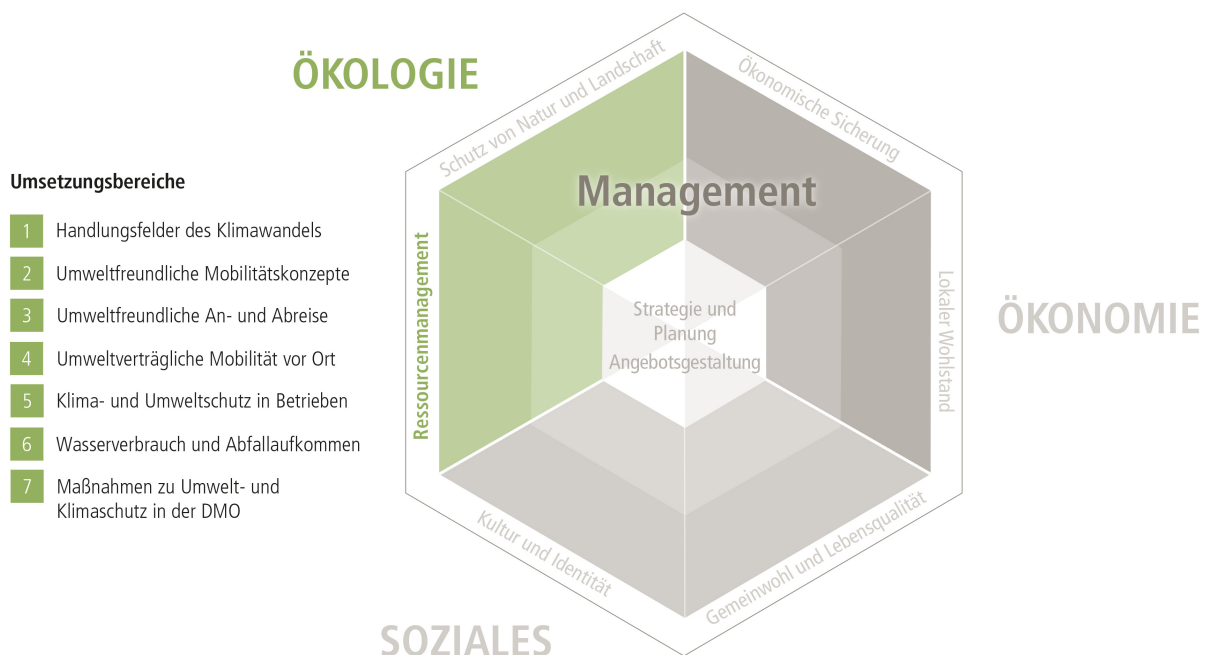 ÖKOLOGIE
Umsetzungsbereiche
1 Handlungsfelder des Klimawandels
2 Umweltfreundliche Mobilitätskonzepte
3 Umweltfreundliche An- und Abreise
4 Umweltverträgliche Mobilität vor Ort
5 Klima- und Umweltschutz in Betrieben
6 Wasserverbrauch und Abfallaufkommen
7 Maßnahmen zu Umwelt- und
Klimaschutz in der DMO
Schutz von Natur und Landschaft
Ökonomische Sicherung
Management
Ressourcenmanagement
Strategie und
Planung
Angebotsgestaltung
Lokaler Wohlstand
ÖKONOMIE
Kultur und Identität
Gemeinwohl und Lebensqualität
SOZIALES